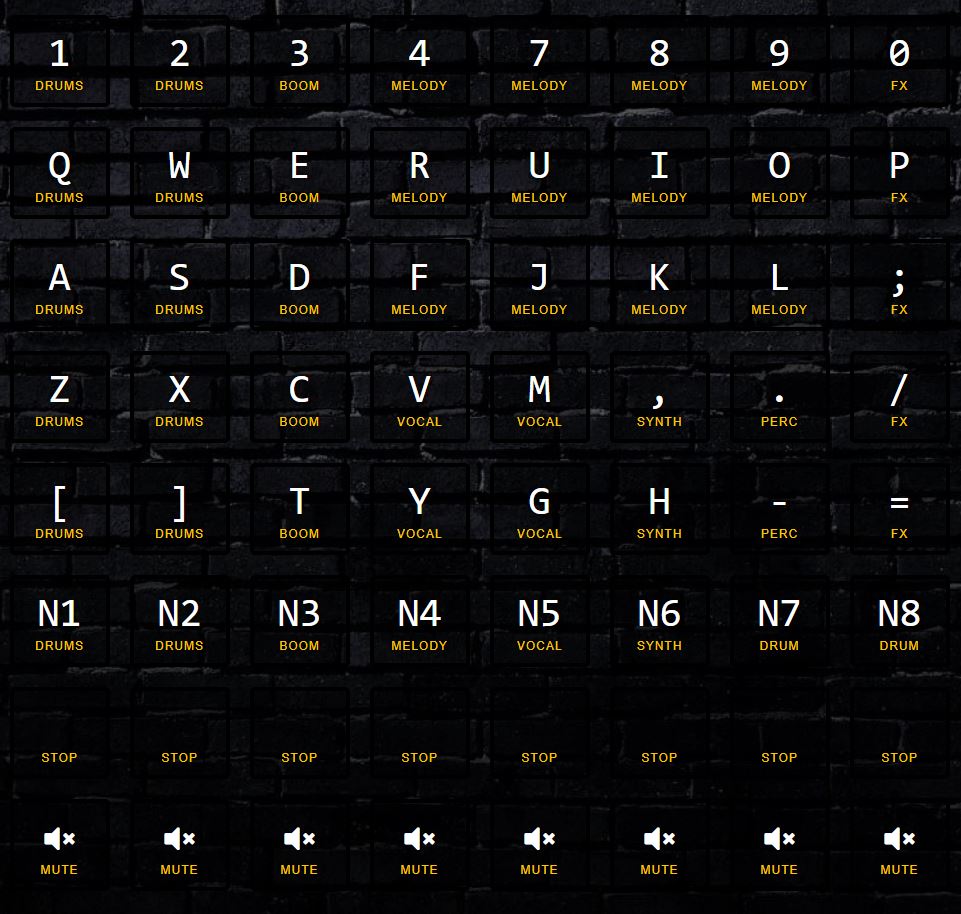 1 2 3 4 7 8 9 0
DRUMS DRUMS BOOM MELODY MELODY MELODY MELODY FX
Q W E R U I O P
DRUMS DRUMS BOOM MELODY MELODY MELODY MELODY FX
A S D F J K L ;
DRUMS DRUMS BOOM MELODY MELODY MELODY MELODY FX
Z X C V M , . /
DRUMS DRUMS BOOM VOCAL VOCAL SYNTH PERC FX
[ ] T Y G H - =
DRUMS DRUMS BOOM VOCAL VOCAL SYNTH PERC FX
N1 N2 N3 N4 N5 N6 N7 N8
DRUMS DRUMS BOOM MELODY VOCAL SYNTH DRUM DRUM
STOP STOP STOP STOP STOP STOP STOP STOP
MUTE MUTE MUTE MUTE MUTE MUTE MUTE MUTE